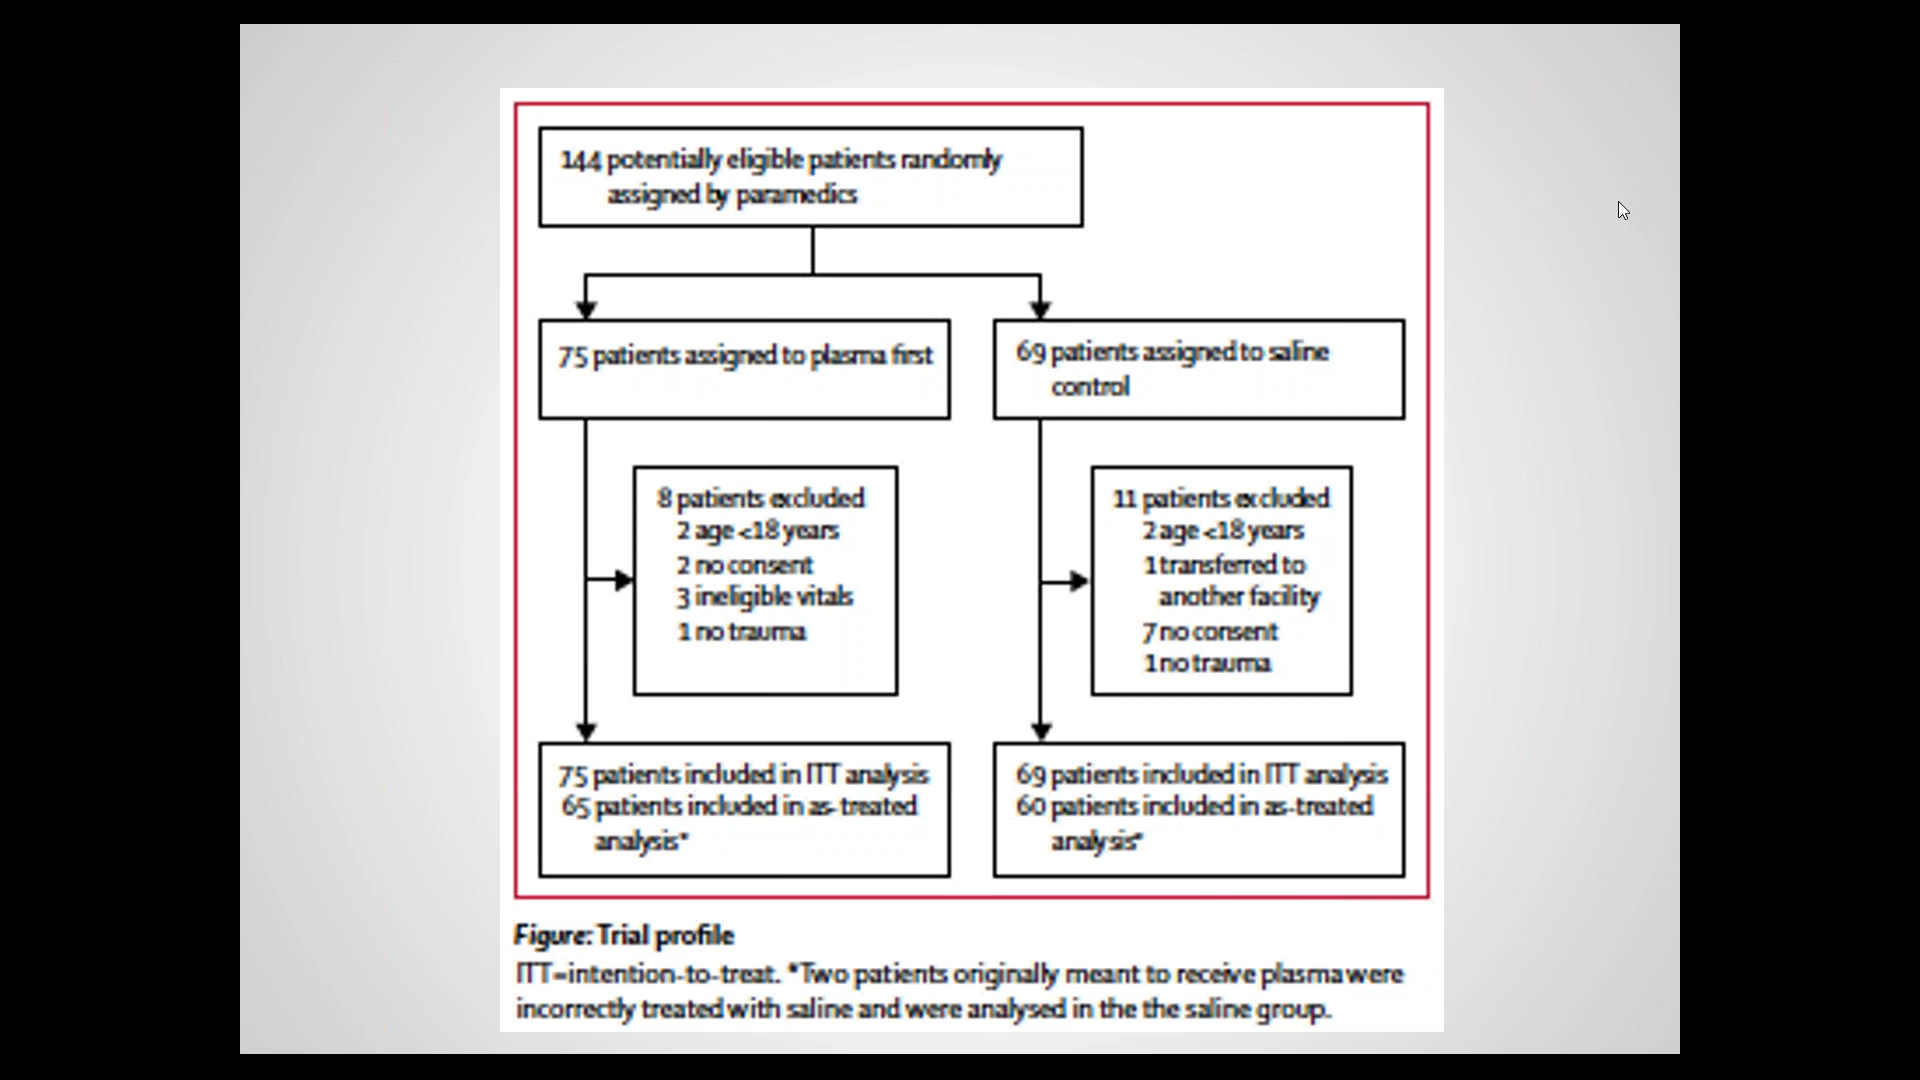 144 potentially eligible patients randomly
assigned by paramedics
75 patients assigned to plasma first
69 patients assigned to saline
control
8 patients excluded
2 age <18 years
2 no consent
3 ineligible vitals
1 no trauma
11 patients excluded
2 age <18 years
1 transferred to
another facility
7 no consent
1 no trauma
75 patients included in ITT analysis
65 patients included in as-treated
analysis*
69 patients included in ITT analysis
60 patients included in as-treated
analysis*
Figure: Trial profile
ITT=intention-to-treat. *Two patients originally meant to receive plasma were
incorrectly treated with saline and were analysed in the the saline group.